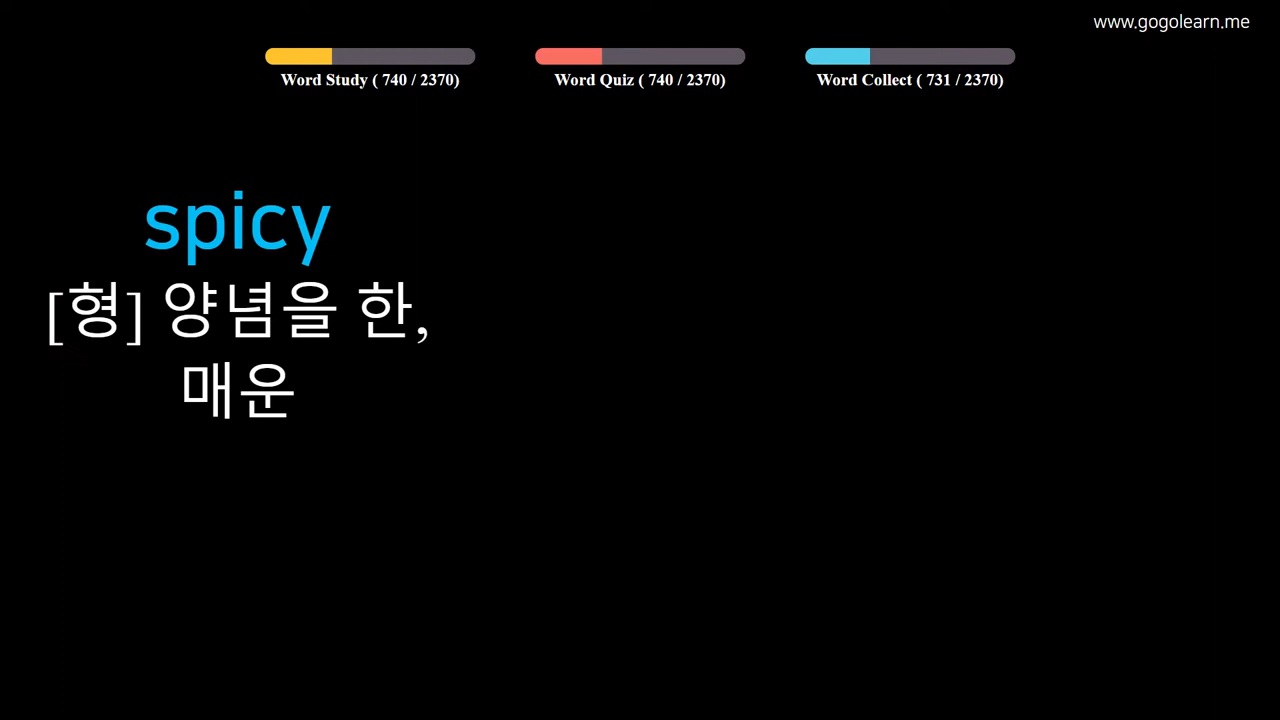 www.gogolearn.me
Word Study ( 740 / 2370)
Word Quiz ( 740 / 2370)
Word Collect ( 731 / 2370)
spicy
[형] 양념을 한,
매운